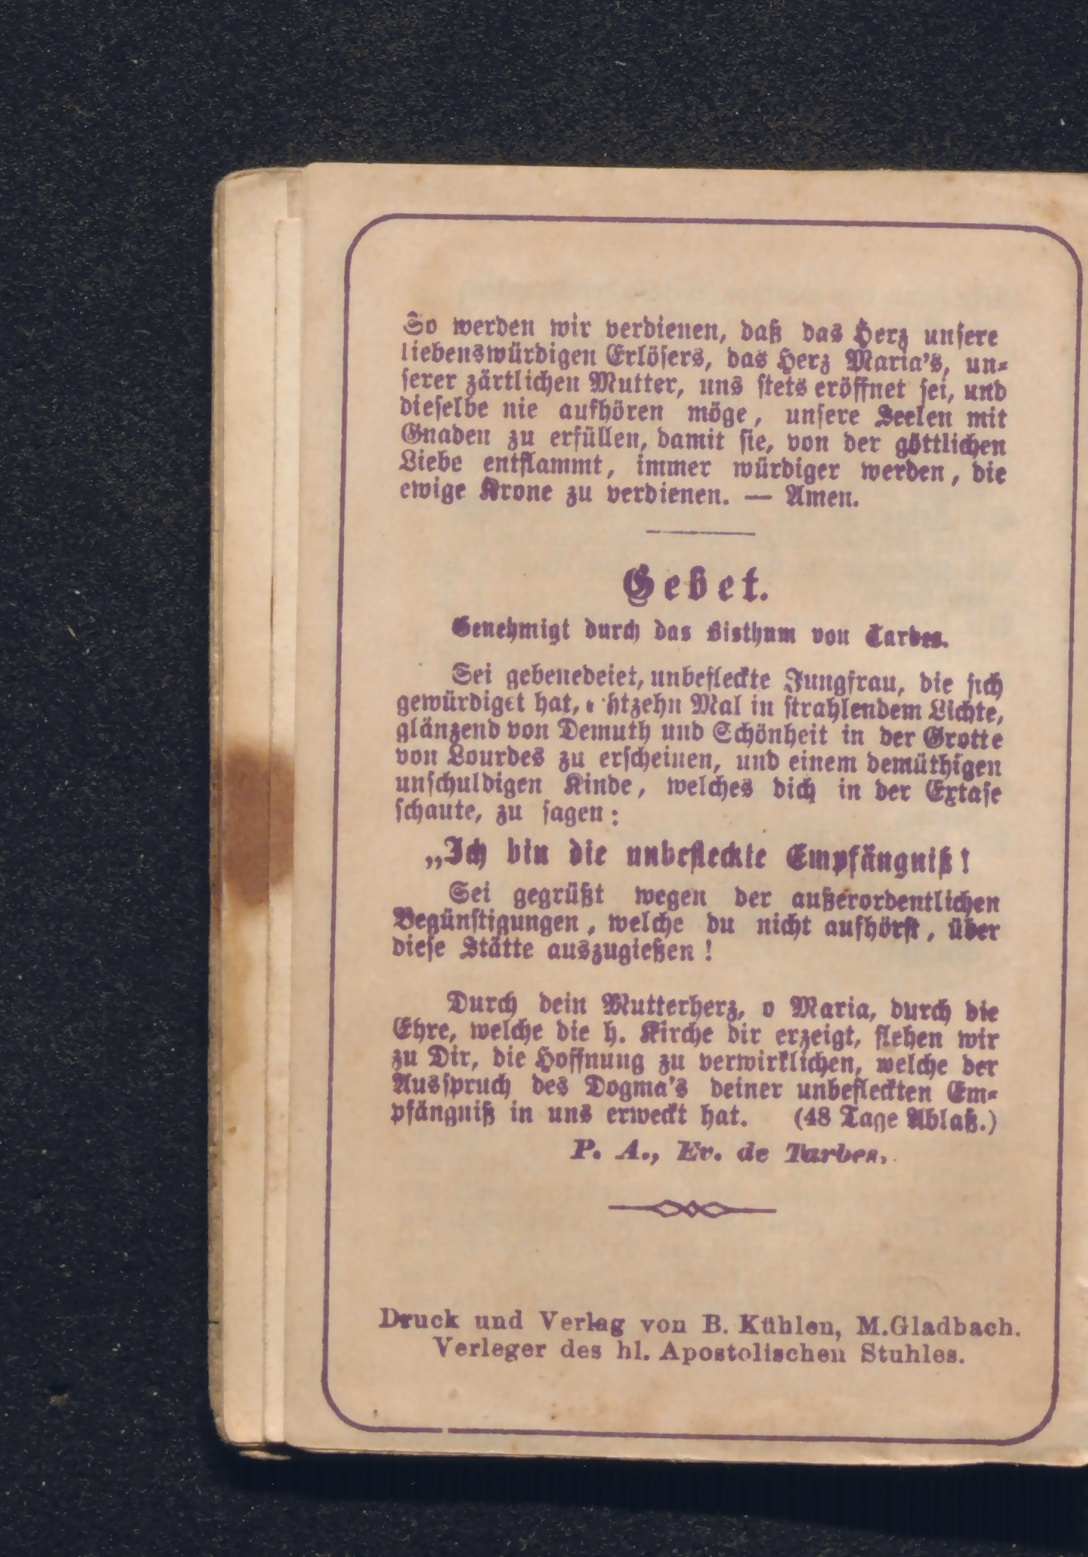 So werden wir verdienen, daß das Herz unsere
liebenswürdigen Erlösers, das Herz Maria's, un-
serer zärtlichen Mutter, uns stets eröffnet sei, und
dieselbe nie aufhören möge, unsere Seelen mit
Gnaden zu erfüllen, damit sie, von der göttlichen
Liebe entflammt, immer würdiger werden, die
ewige Krone zu verdienen. — Amen.
Gebet.
Genehmigt durch das Bisthum von Tarbes.
Sei gebenedeiet, unbefleckte Jungfrau, die sich
gewürdiget hat, Mal in strahlendem Lichte,
glänzend von Demuth und Schönheit in der Grotte
von Lourdes zu erscheinen, und einem demüthigen
unschuldigen Kinde, welches dich in der Extase
schaute, zu sagen:
„Ich bin die unbefleckte Empfängniß!
Sei gegrüßt wegen der außerordentlichen
Begünstigungen, welche du nicht aufhörst, über
diese Stätte auszugießen!
Durch dein Mutterherz, o Maria, durch die
Ehre, welche die h. Kirche dir erzeigt, flehen wir
zu Dir, die Hoffnung zu verwirklichen, welche der
Ausspruch des Dogma's deiner unbefleckten Em-
pfängniß in uns erweckt hat. (48 Tage Ablaß.)
P. A., Ev. de Tarbes.
Druck und Verlag von B. Kühlen, M.Gladbach.
Verleger des hl. Apostolischen Stuhles.